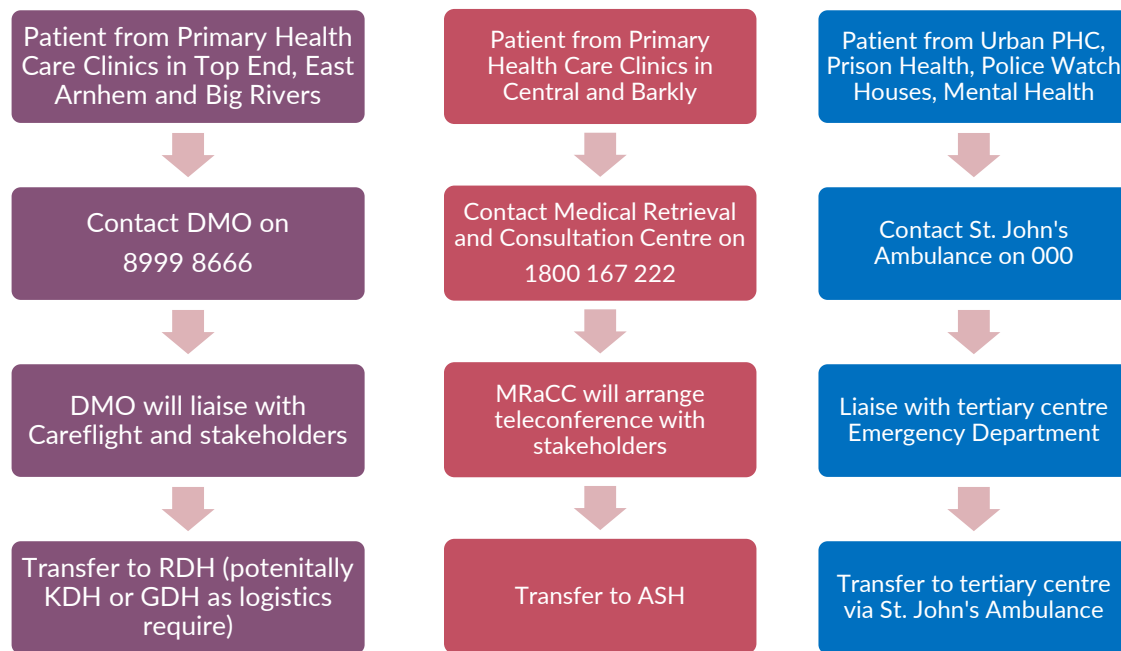 Patient from Primary Health
Care Clinics in Top End, East
Arnhem and Big Rivers
Contact DMO on
8999 8666
DMO will liaise with
Careflight and stakeholders
Transfer to RDH (potenitally
KDH or GDH as logistics
require)
Patient from Primary
Health Care Clinics in
Central and Barkly
Contact Medical Retrieval
and Consultation Centre on
1800 167 222
MRaCC will arrange
teleconference with
stakeholders
Transfer to ASH
Patient from Urban PHC,
Prison Health, Police Watch
Houses, Mental Health
Contact St. John's
Ambulance on 000
Liaise with tertiary centre
Emergency Department
Transfer to tertiary centre
via St. John's Ambulance